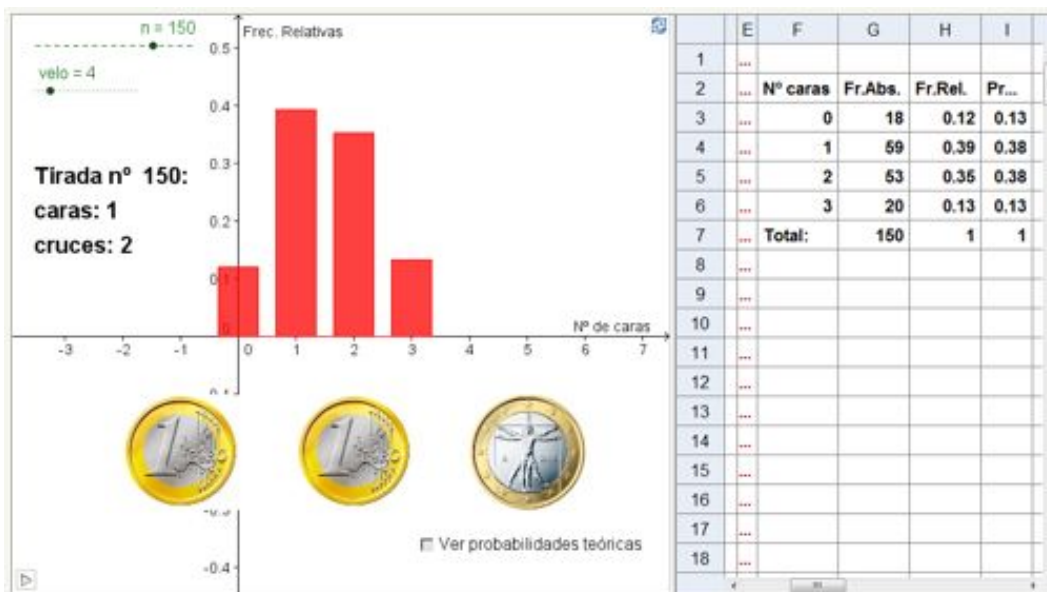 n = 150
velo = 4
Tirada nº 150:
caras: 1
cruces: 2
Frec. Relativas
0.5
0.4
0.3
0.2
0.1
0
-3 -2 -1 0 1 2 3 4 5 6 7
Nº de caras
-0.4
Ver probabilidades teóricas
E F G H I
1 ...
2 ... Nº caras Fr.Abs. Fr.Rel. Pr...
3 ... 0 18 0.12 0.13
4 ... 1 59 0.39 0.38
5 ... 2 53 0.35 0.38
6 ... 3 20 0.13 0.13
7 ... Total: 150 1 1
8 ...
9 ...
10 ...
11 ...
12 ...
13 ...
14 ...
15 ...
16 ...
17 ...
18 ...
1
1